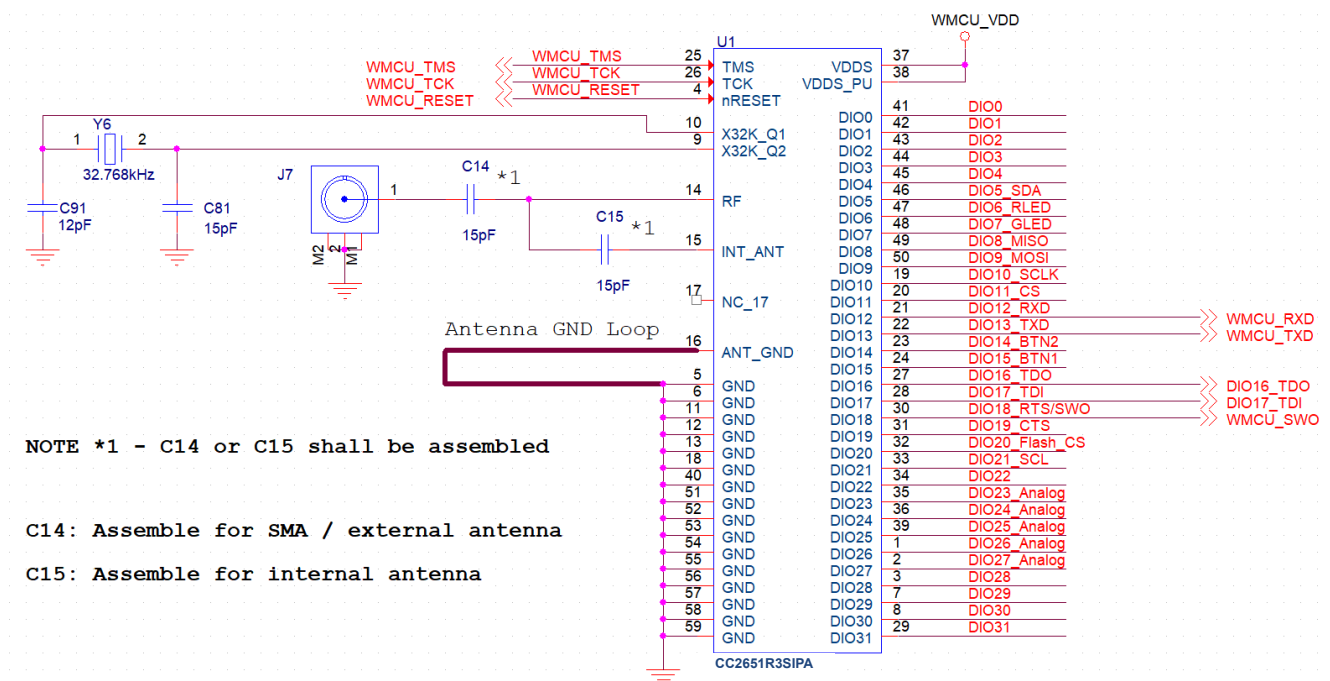 WMCU_VDD
U1
WMCU_TMS WMCU_TMS 25 TMS VDDS 37
WMCU_TCK WMCU_TCK 26 TCK VDDS_PU 38
WMCU_RESET WMCU_RESET 4 nRESET
DIO0 41 DIO0
Y6 10 X32K_Q1 DIO1 42 DIO1
1 2 9 X32K_Q2 DIO2 43 DIO2
32.768kHz
DIO3 44 DIO3
J7 C14 *1 DIO4 45 DIO4
1 14 RF DIO5 46 DIO5_SDA
C91 C81
12pF 15pF
15pF C15 *1 DIO6 47 DIO6_RLED
DIO7 48 DIO7_GLED
M2 2 M1 15 INT_ANT DIO8 49 DIO8_MISO
DIO9 50 DIO9_MOSI
15pF DIO10 19 DIO10_SCLK
17 NC_17 DIO11 20 DIO11_CS
DIO12 21 DIO12_RXD WMCU_RXD
Antenna GND Loop DIO13 22 DIO13_TXD WMCU_TXD
16 ANT_GND DIO14 23 DIO14_BTN2
DIO15 24 DIO15_BTN1
5 GND DIO16 27 DIO16_TDO DIO16_TDO
6 GND DIO17 28 DIO17_TDI DIO17_TDI
11 GND DIO18 30 DIO18_RTS/SWO WMCU_SWO
12 GND DIO19 31 DIO19_CTS
13 GND DIO20 32 DIO20_Flash_CS
18 GND DIO21 33 DIO21_SCL
40 GND DIO22 34 DIO22
51 GND DIO23 35 DIO23_Analog
52 GND DIO24 36 DIO24_Analog
53 GND DIO25 39 DIO25_Analog
54 GND DIO26 1 DIO26_Analog
55 GND DIO27 2 DIO27_Analog
56 GND DIO28 3 DIO28
57 GND DIO29 7 DIO29
58 GND DIO30 8 DIO30
59 GND DIO31 29 DIO31
CC2651R3SIPA
NOTE *1 - C14 or C15 shall be assembled
C14: Assemble for SMA / external antenna
C15: Assemble for internal antenna